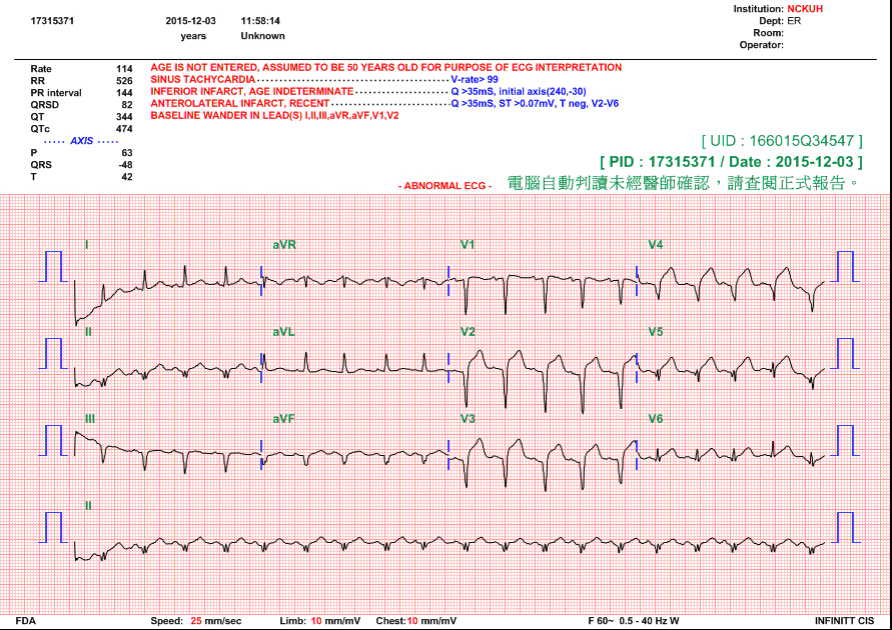 Institution: NCKUH
17315371 2015-12-03 11:58:14 Dept: ER
years Unknown Room:
Operator:
Rate 114 AGE IS NOT ENTERED, ASSUMED TO BE 50 YEARS OLD FOR PURPOSE OF ECG INTERPRETATION
RR 526 SINUS TACHYCARDIA - - - - - - - - - - - - - - - - - - - - - - - - - - - - - - - V-rate> 99
PR interval 144 INFERIOR INFARCT, AGE INDETERMINATE - - - - - - - - - - - - - - - Q >35mS, initial axis(240,-30)
QRSD 82 ANTEROLATERAL INFARCT, RECENT - - - - - - - - - - - - - - - - - - - Q >35mS, ST >0.07mV, T neg, V2-V6
QT 344 BASELINE WANDER IN LEAD(S) I,II,III,aVR,aVF,V1,V2
QTc 474
- - - - - AXIS - - - - -
[ UID : 166015Q34547 ]
P 63
QRS -48
[ PID : 17315371 / Date : 2015-12-03 ]
T 42
- ABNORMAL ECG - 電腦自動判讀未經醫師確認，請查閱正式報告。
I aVR V1 V4
II aVL V2 V5
III aVF V3 V6
II
FDA Speed: 25 mm/sec Limb: 10 mm/mV Chest: 10 mm/mV F 60~ 0.5 - 40 Hz W INFINITT CIS